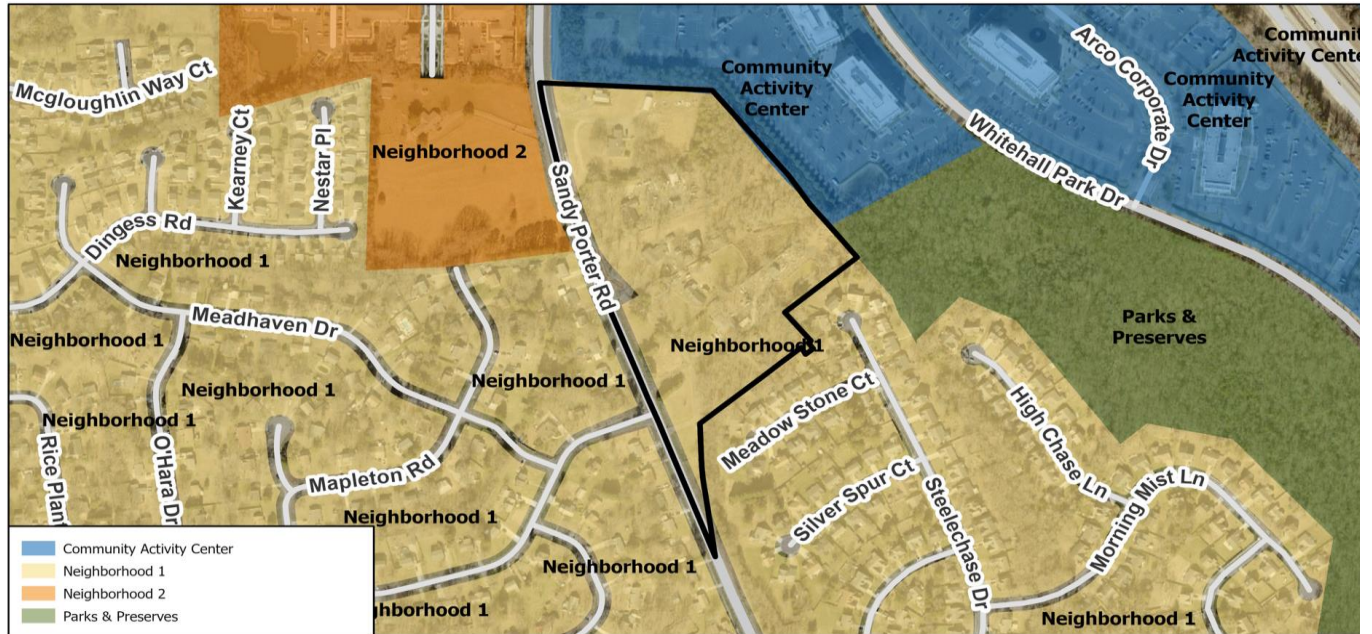 Communit
Activity Cente
Arco Corporate Dr
Community
Activity
Center
Community
Activity
Center
Mcgloughlin Way Ct
Whitehall Park Dr
Kearney Ct
Nestar Pl
Neighborhood 2
Sandy Porter Rd
Dingess Rd
Neighborhood 1
Meadhaven Dr
Parks &
Preserves
Neighborhood 1
Neighborhood 1
Neighborhood 1
Neighborhood 1
Neighborhood 1
Meadow Stone Ct
High Chase Ln
Rice Plant
O'Hara Dr
Mapleton Rd
Silver Spur Ct
Steelechase Dr
Morning Mist Ln
Neighborhood 1
Neighborhood 1
ghborhood 1
Neighborhood 1
Community Activity Center
Neighborhood 1
Neighborhood 2
Parks & Preserves